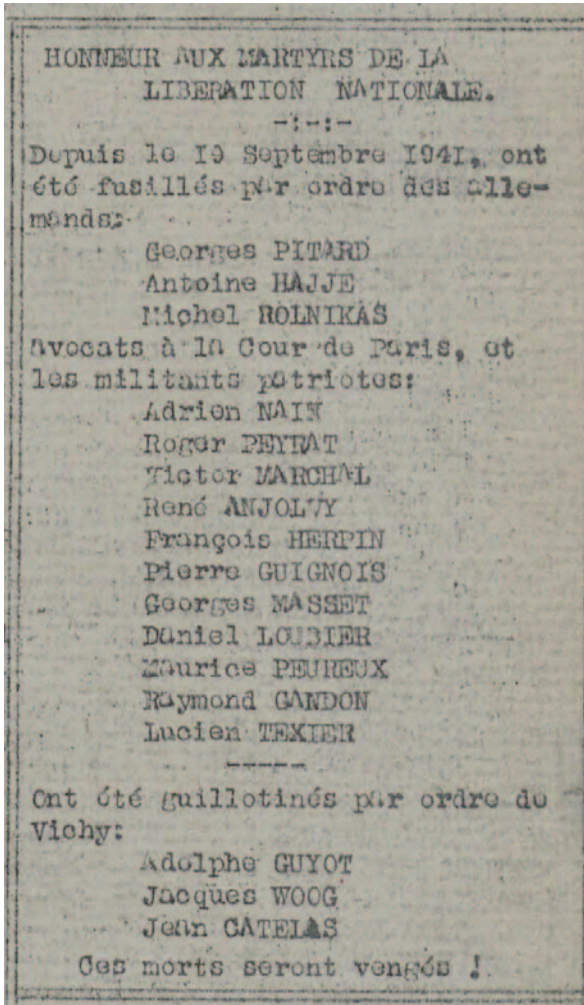 HONNEUR AUX MARTYRS DE LA
LIBERATION NATIONALE.
-:-:-
Depuis le I9 Septembre I94I, ont
été fusillés par ordre des Alle-
mands:
Georges PITARD
Antoine HAJJE
Michel ROLNIKAS
Avocats à la Cour de Paris, et
les militants patriotes:
Adrien NAIN
Roger PEYRAT
Victor MARCHAL
René ANJOLVY
François HERPIN
Pierre GUIGNOIS
Georges MASSET
Daniel LOUBIER
Maurice PEUREUX
Raymond GANDON
Lucien TEXIER
-----
Ont été guillotinés par ordre de
Vichy:
Adolphe GUYOT
Jacques WOOG
Jean CATELAS
Ces morts seront vengés !